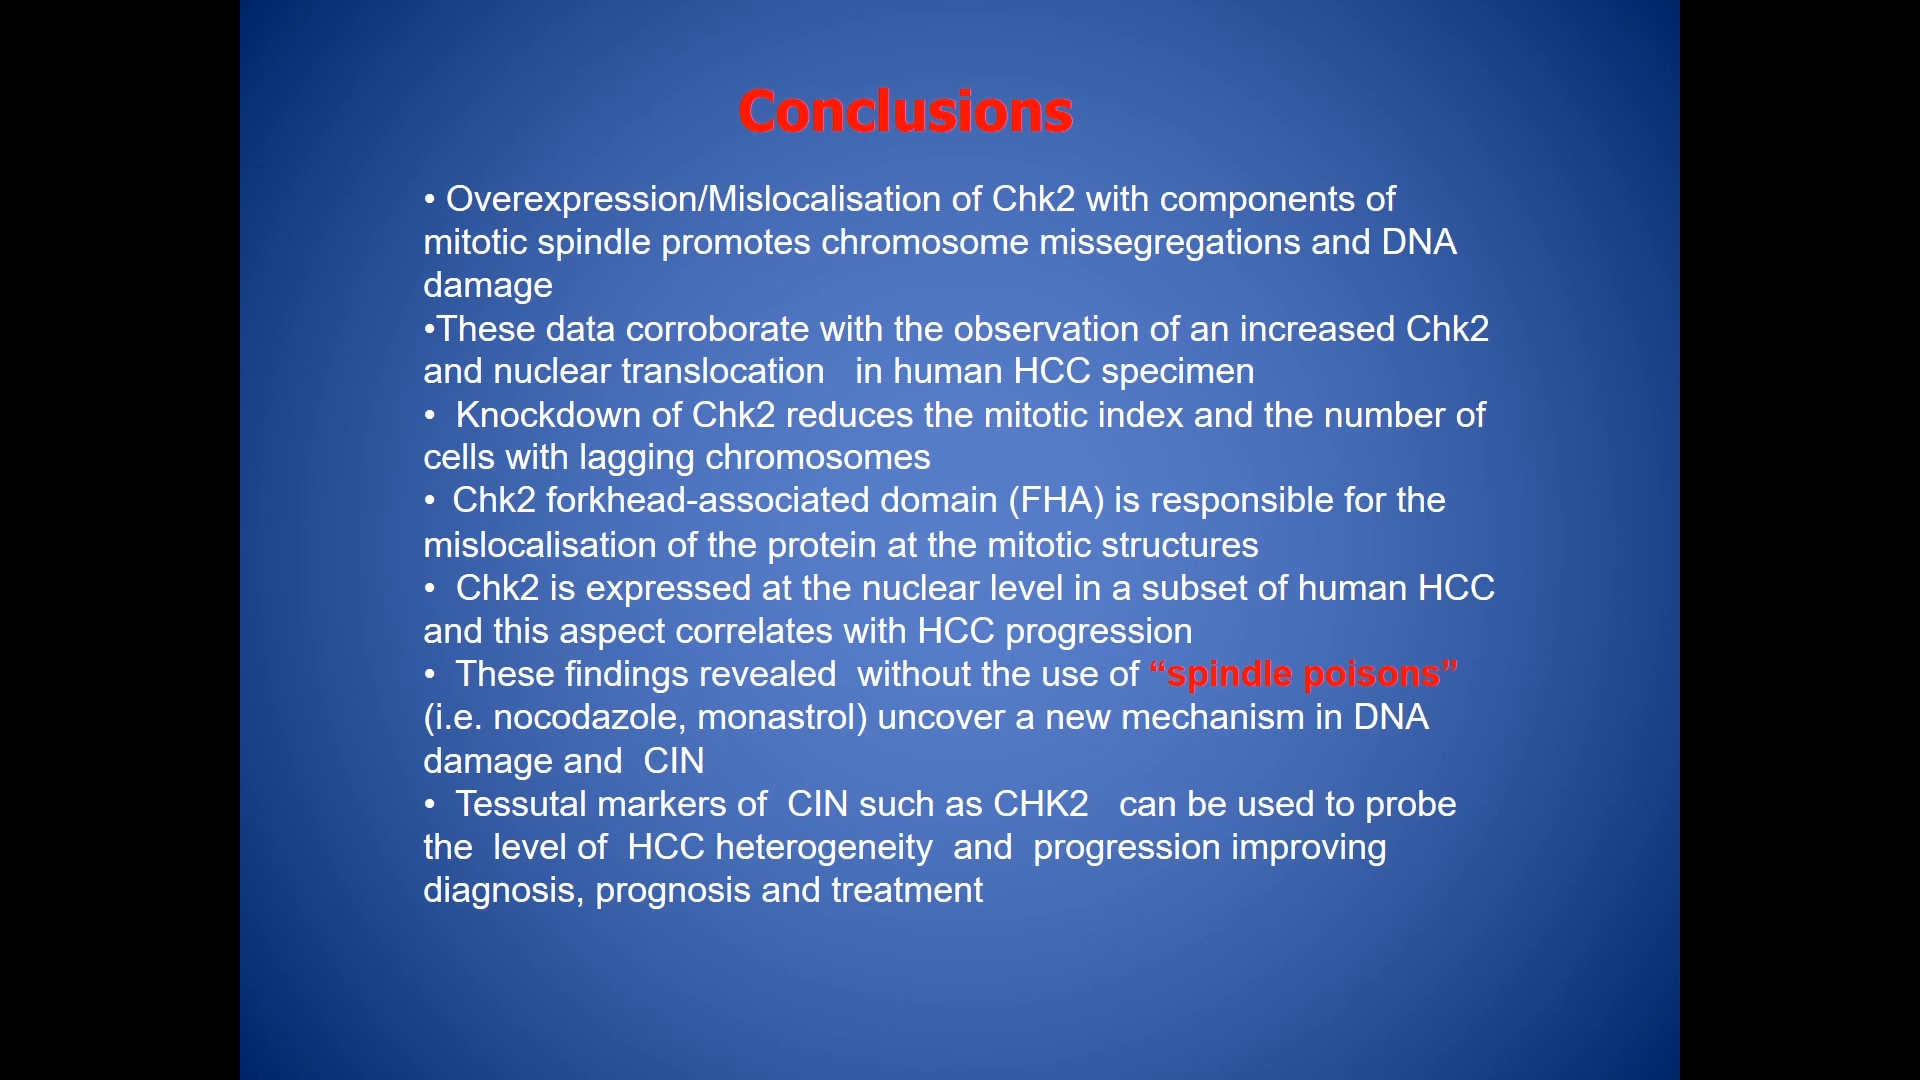 Conclusions
• Overexpression/Mislocalisation of Chk2 with components of
mitotic spindle promotes chromosome missegregations and DNA
damage
•These data corroborate with the observation of an increased Chk2
and nuclear translocation   in human HCC specimen
•  Knockdown of Chk2 reduces the mitotic index and the number of
cells with lagging chromosomes
•  Chk2 forkhead-associated domain (FHA) is responsible for the
mislocalisation of the protein at the mitotic structures
•  Chk2 is expressed at the nuclear level in a subset of human HCC
and this aspect correlates with HCC progression
•  These findings revealed  without the use of “spindle poisons”
(i.e. nocodazole, monastrol) uncover a new mechanism in DNA
damage and  CIN
•  Tessutal markers of  CIN such as CHK2   can be used to probe
the  level of  HCC heterogeneity  and  progression improving
diagnosis, prognosis and treatment